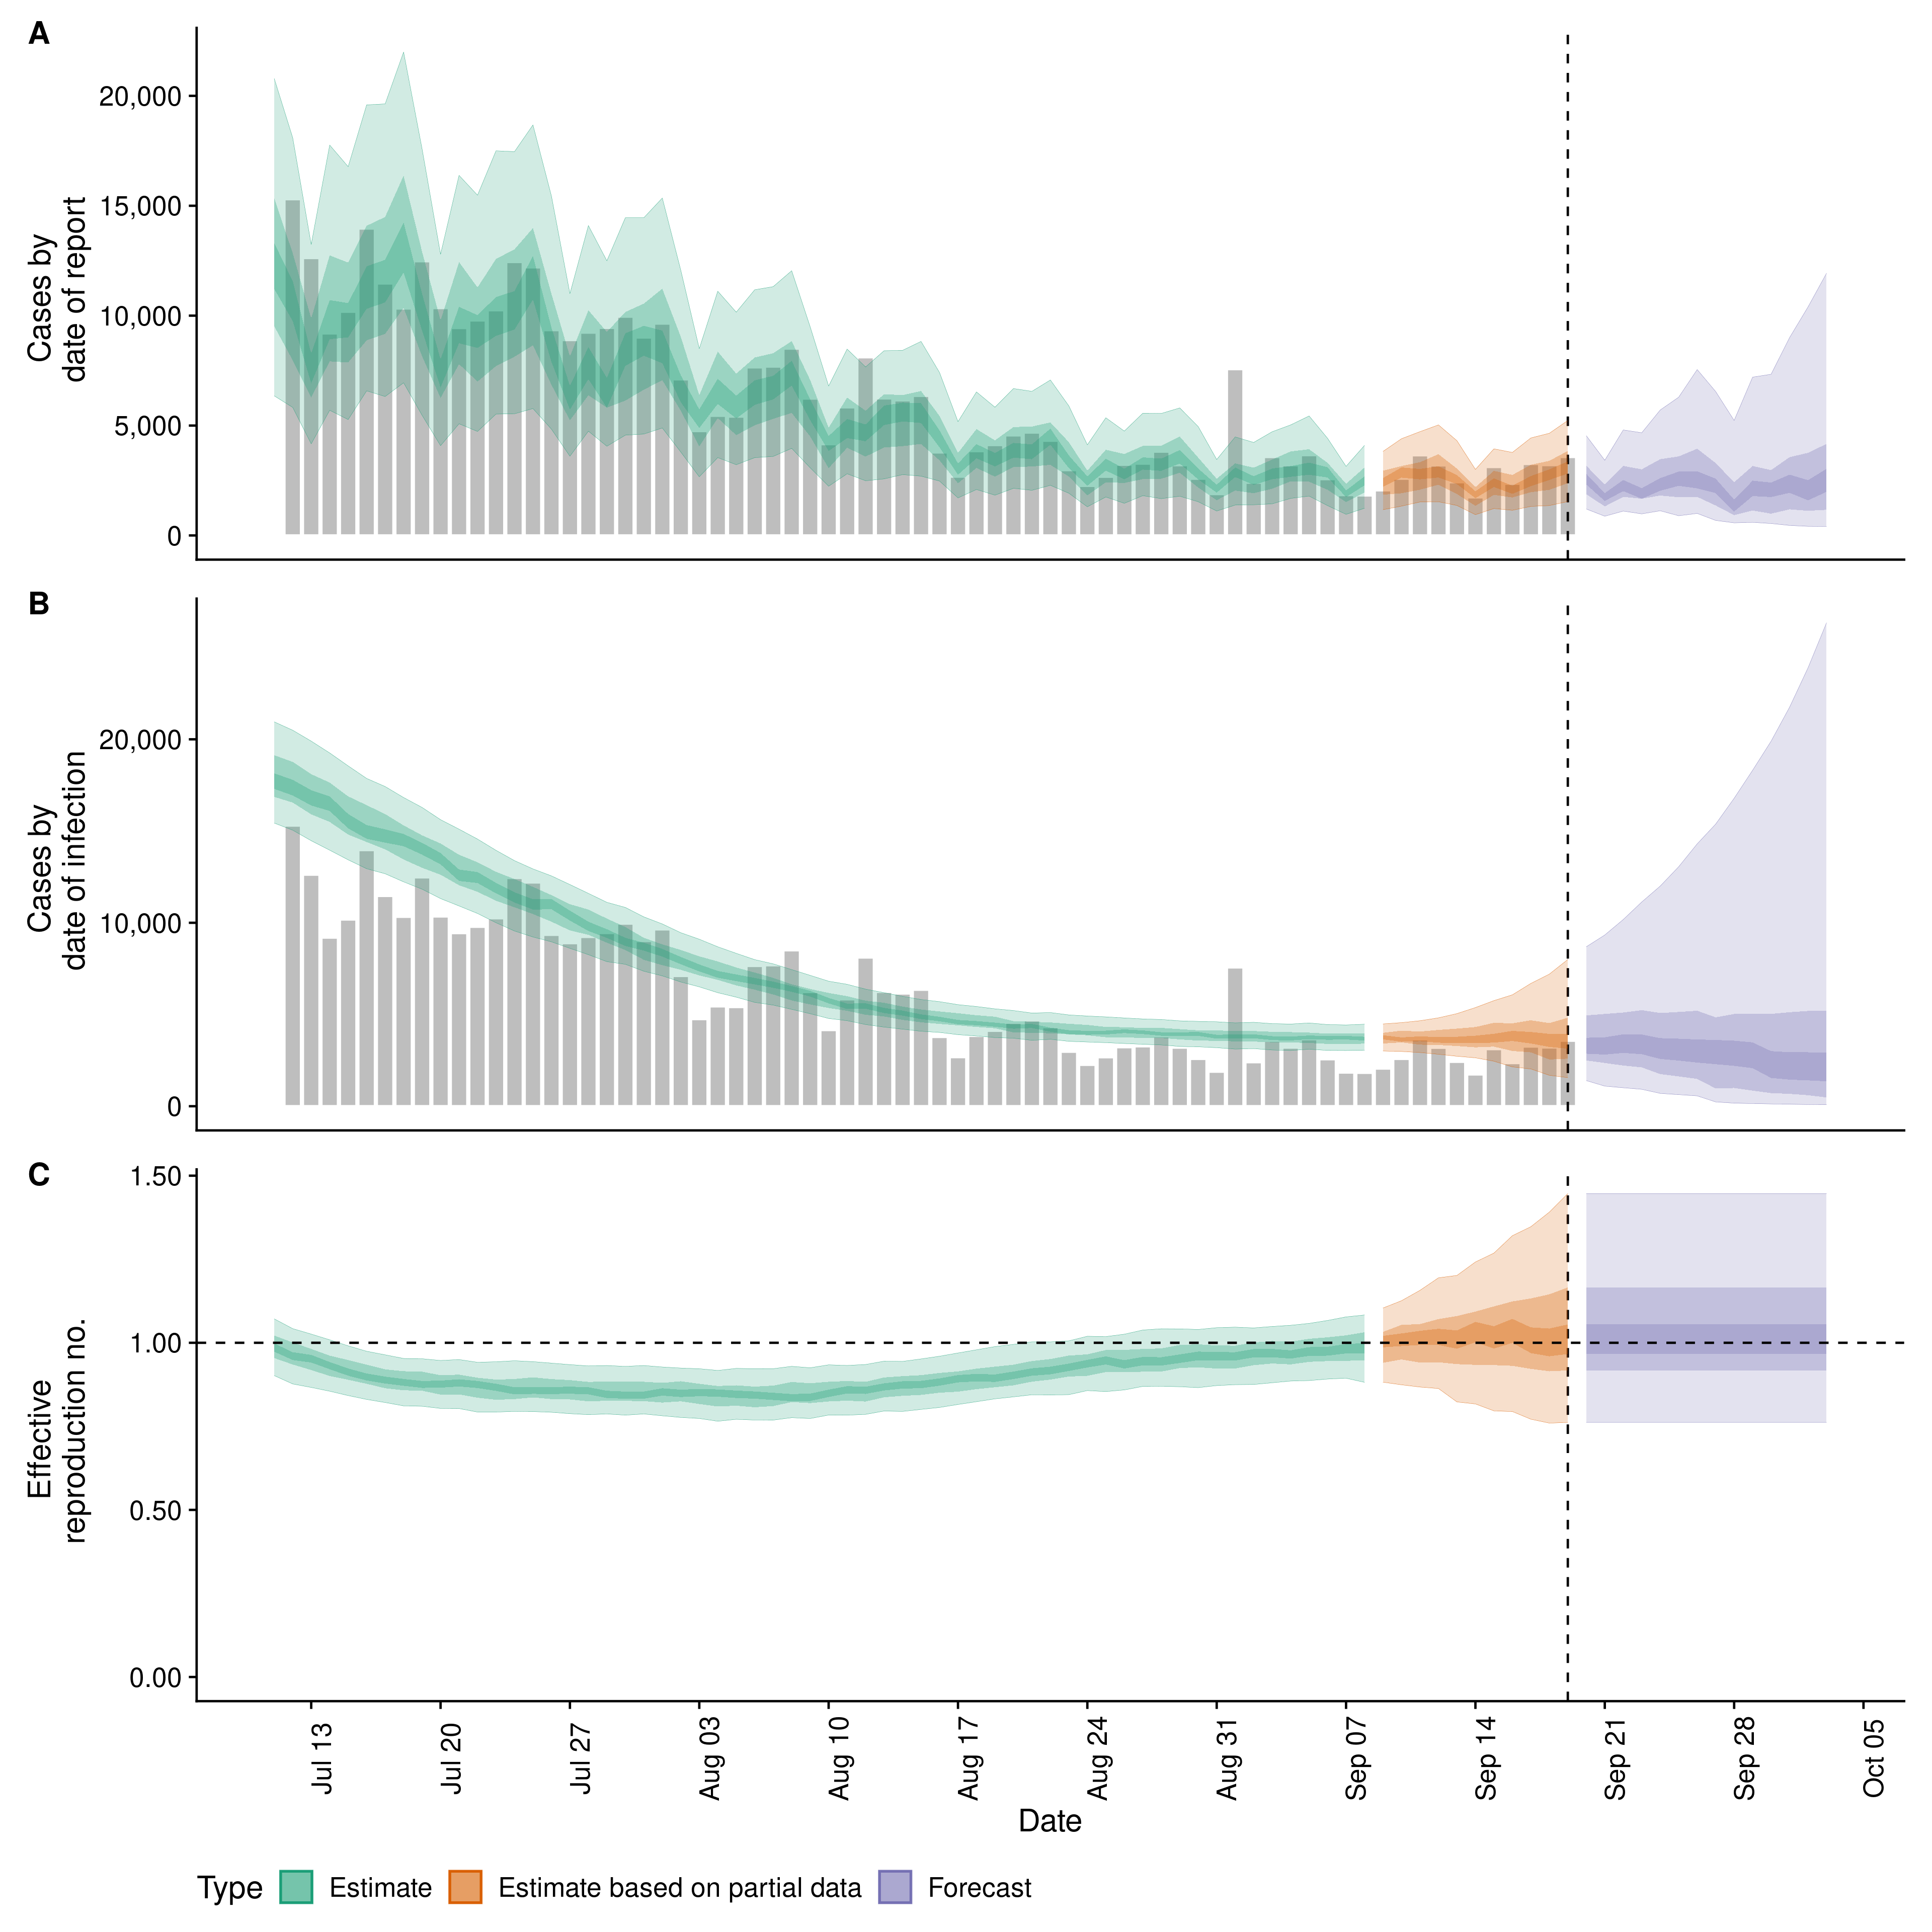 A
20,000
15,000
10,000
5,000
0
Cases by
date of report
B
20,000
10,000
0
Cases by
date of infection
C
1.50
1.00
0.50
0.00
Effective
reproduction no.
Jul 13
Jul 20
Jul 27
Aug 03
Aug 10
Aug 17
Aug 24
Aug 31
Sep 07
Sep 14
Sep 21
Sep 28
Oct 05
Date
Type Estimate Estimate based on partial data Forecast